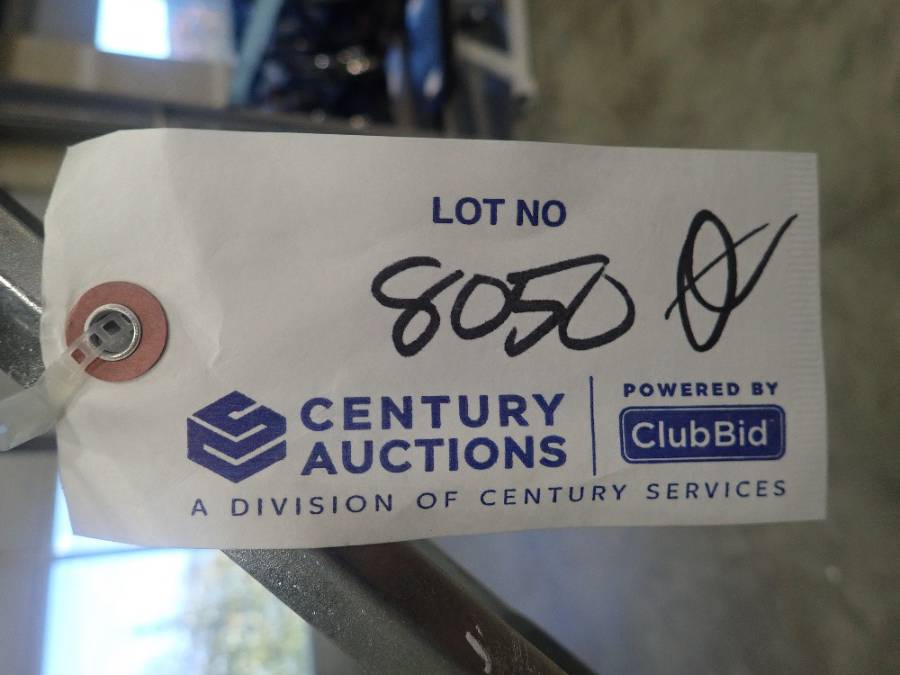 LOT NO
8050
CENTURY AUCTIONS
POWERED BY
ClubBid
A DIVISION OF CENTURY SERVICES